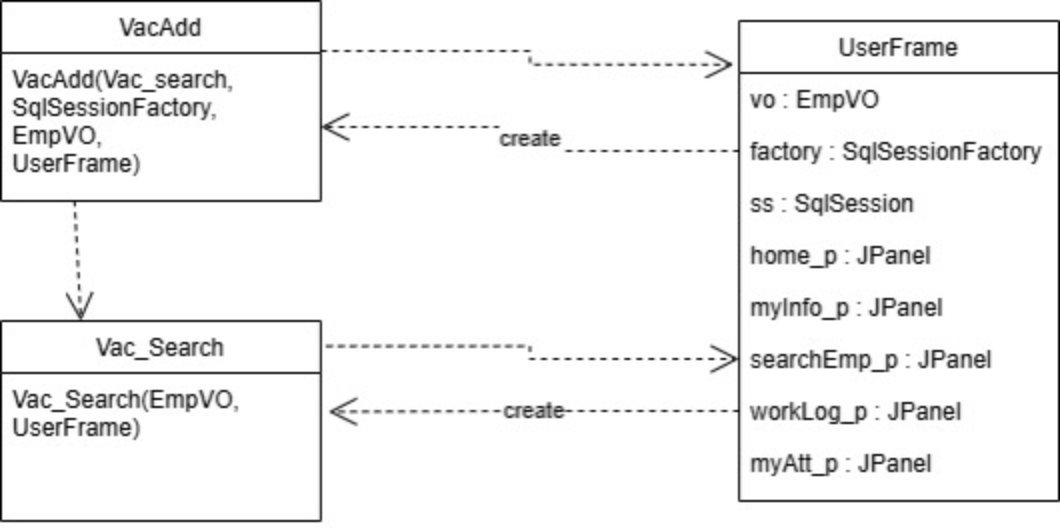 VacAdd
VacAdd(Vac_search,
SqlSessionFactory,
EmpVO,
UserFrame)
create
Vac_Search
Vac_Search(EmpVO,
UserFrame)
create
UserFrame
vo : EmpVO
factory : SqlSessionFactory
ss : SqlSession
home_p : JPanel
myInfo_p : JPanel
searchEmp_p : JPanel
workLog_p : JPanel
myAtt_p : JPanel